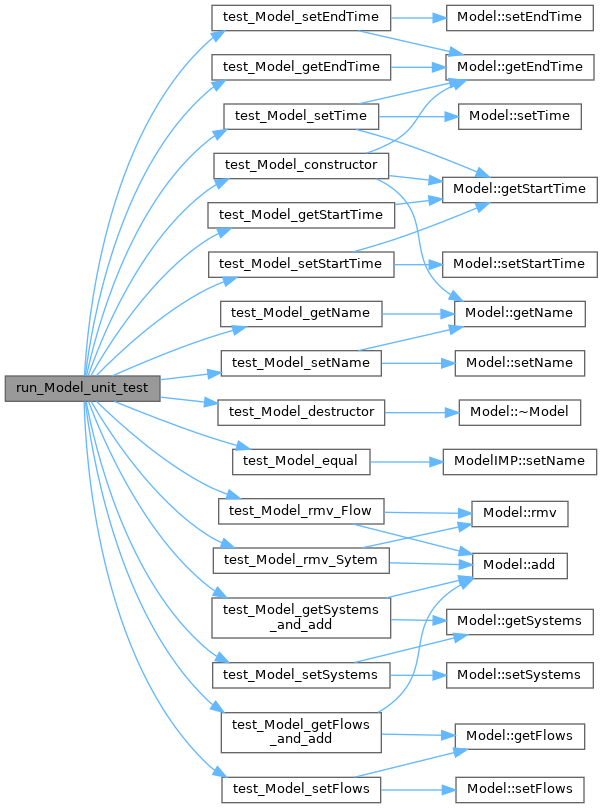 test_Model_setEndTime
Model::setEndTime
test_Model_getEndTime
Model::getEndTime
test_Model_setTime
Model::setTime
test_Model_constructor
Model::getStartTime
test_Model_getStartTime
test_Model_setStartTime
Model::setStartTime
test_Model_getName
Model::getName
test_Model_setName
Model::setName
run_Model_unit_test
test_Model_destructor
Model::~Model
test_Model_equal
ModelIMP::setName
test_Model_rmv_Flow
Model::rmv
test_Model_rmv_Sytem
Model::add
test_Model_getSystems
_and_add
Model::getSystems
test_Model_setSystems
Model::setSystems
test_Model_getFlows
_and_add
Model::getFlows
test_Model_setFlows
Model::setFlows